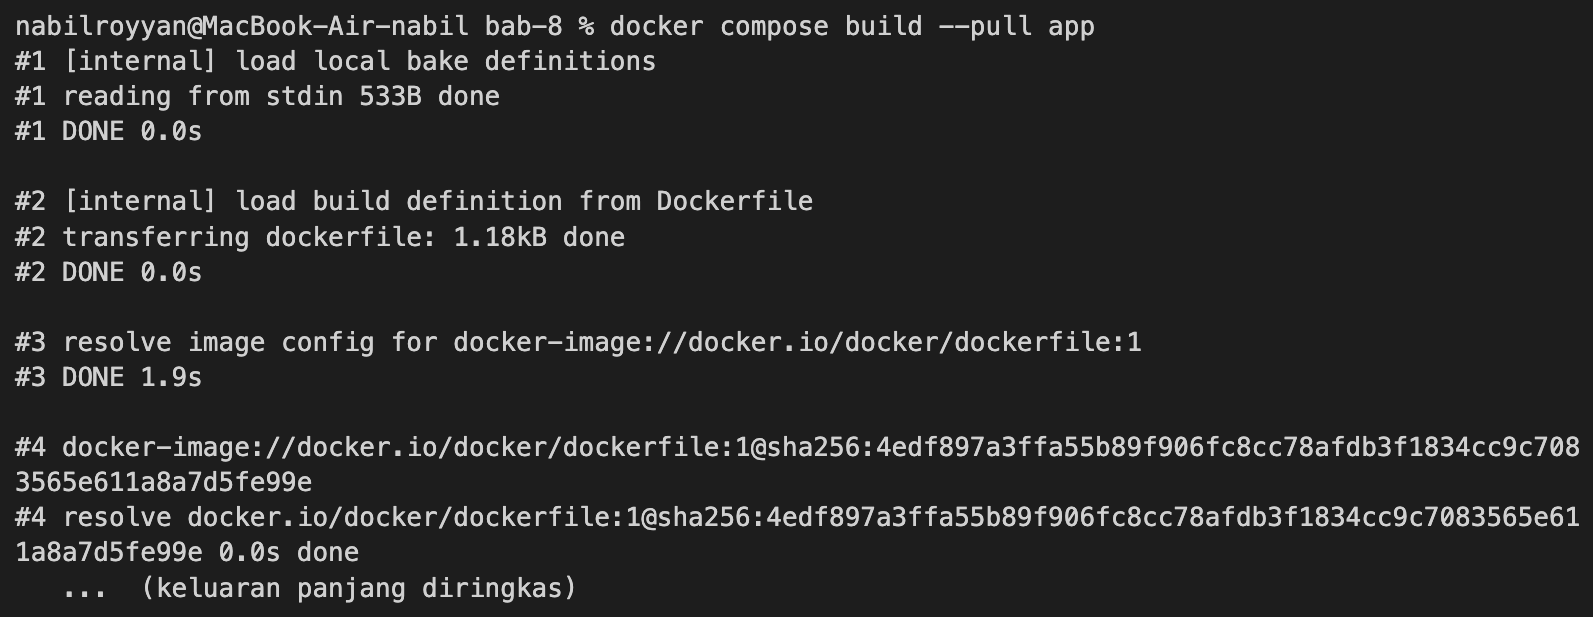 nabilroyyan@MacBook-Air-nabil bab-8 % docker compose build --pull app
#1 [internal] load local bake definitions
#1 reading from stdin 533B done
#1 DONE 0.0s

#2 [internal] load build definition from Dockerfile
#2 transferring dockerfile: 1.18kB done
#2 DONE 0.0s

#3 resolve image config for docker-image://docker.io/docker/dockerfile:1
#3 DONE 1.9s

#4 docker-image://docker.io/docker/dockerfile:1@sha256:4edf897a3ffa55b89f906fc8cc78afdb3f1834cc9c708
3565e611a8a7d5fe99e
#4 resolve docker.io/docker/dockerfile:1@sha256:4edf897a3ffa55b89f906fc8cc78afdb3f1834cc9c7083565e61
1a8a7d5fe99e 0.0s done
   ...  (keluaran panjang diringkas)